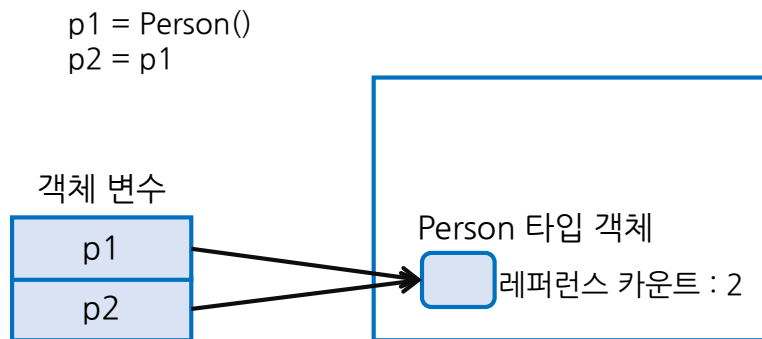 p1 = Person()
p2 = p1
객체 변수
p1
p2
Person 타입 객체
레퍼런스 카운트 : 2